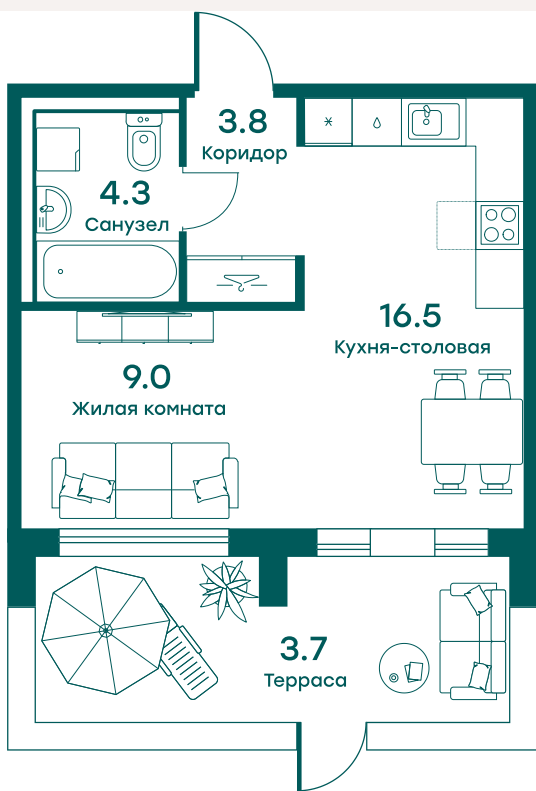 3.8
Коридор
4.3
Санузел
16.5
Кухня-столовая
9.0
Жилая комната
3.7
Терраса